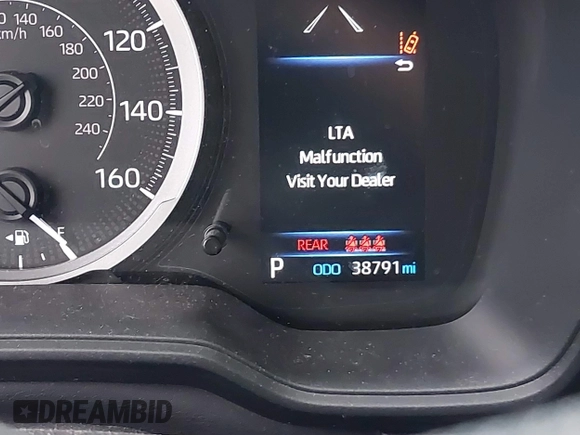 140
km/h
160
180
200
220
240
120
140
160
E
LTA
Malfunction
Visit Your Dealer
REAR
P ODO 38791 mi
DREAMBID